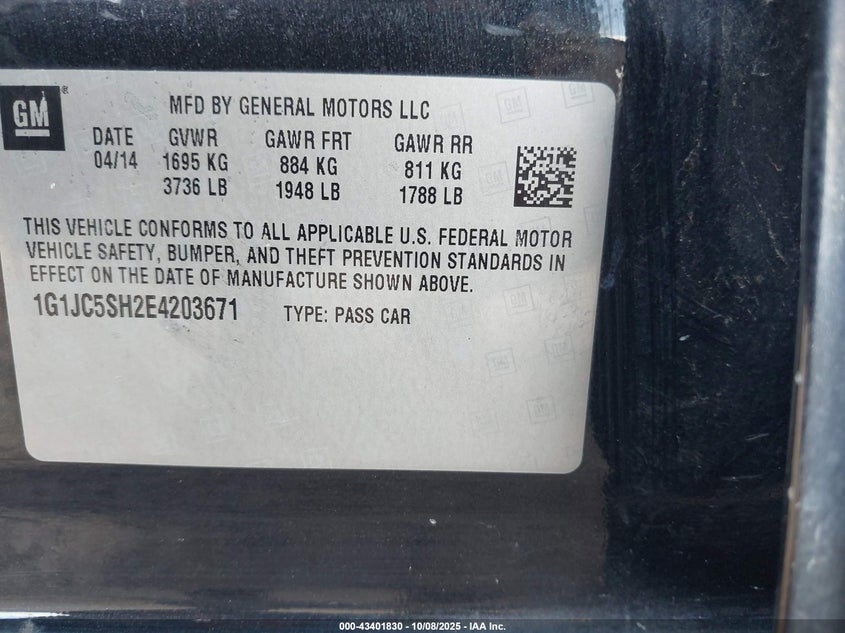 GM
MFD BY GENERAL MOTORS LLC
DATE GVWR GAWR FRT GAWR RR
04/14 1695 KG 884 KG 811 KG
3736 LB 1948 LB 1788 LB
THIS VEHICLE CONFORMS TO ALL APPLICABLE U.S. FEDERAL MOTOR
VEHICLE SAFETY, BUMPER, AND THEFT PREVENTION STANDARDS IN
EFFECT ON THE DATE OF MANUFACTURE SHOWN ABOVE.
1G1JC5SH2E4203671 TYPE: PASS CAR
000-43401830 - 10/08/2025 - IAA Inc.